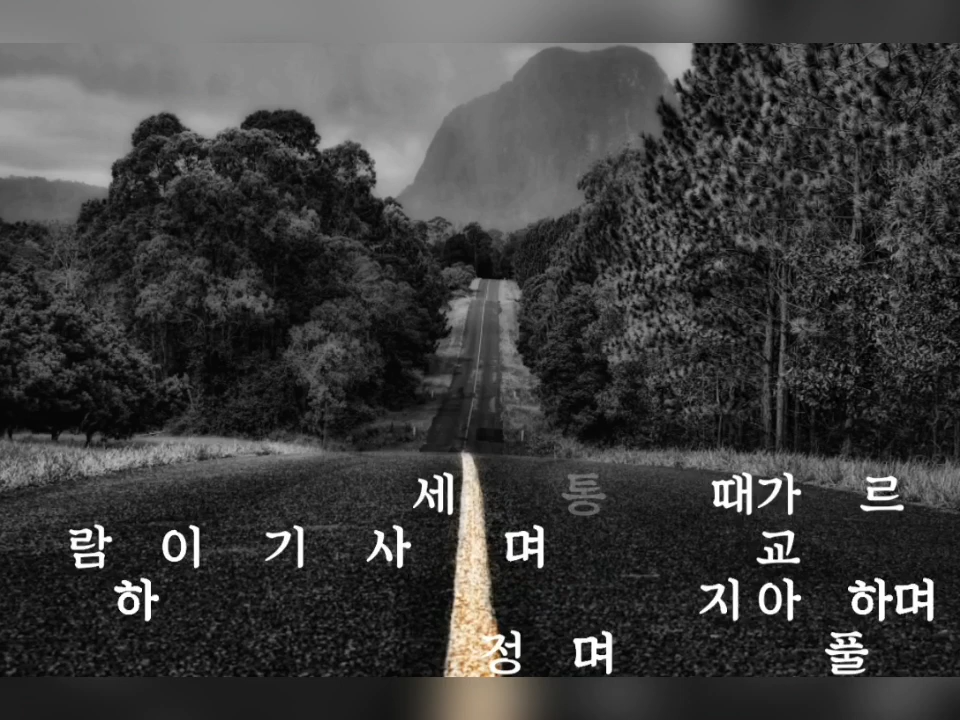 세 통 때가 르
람 이 기 사 며 교
하 지 아 하며
정 며 풀